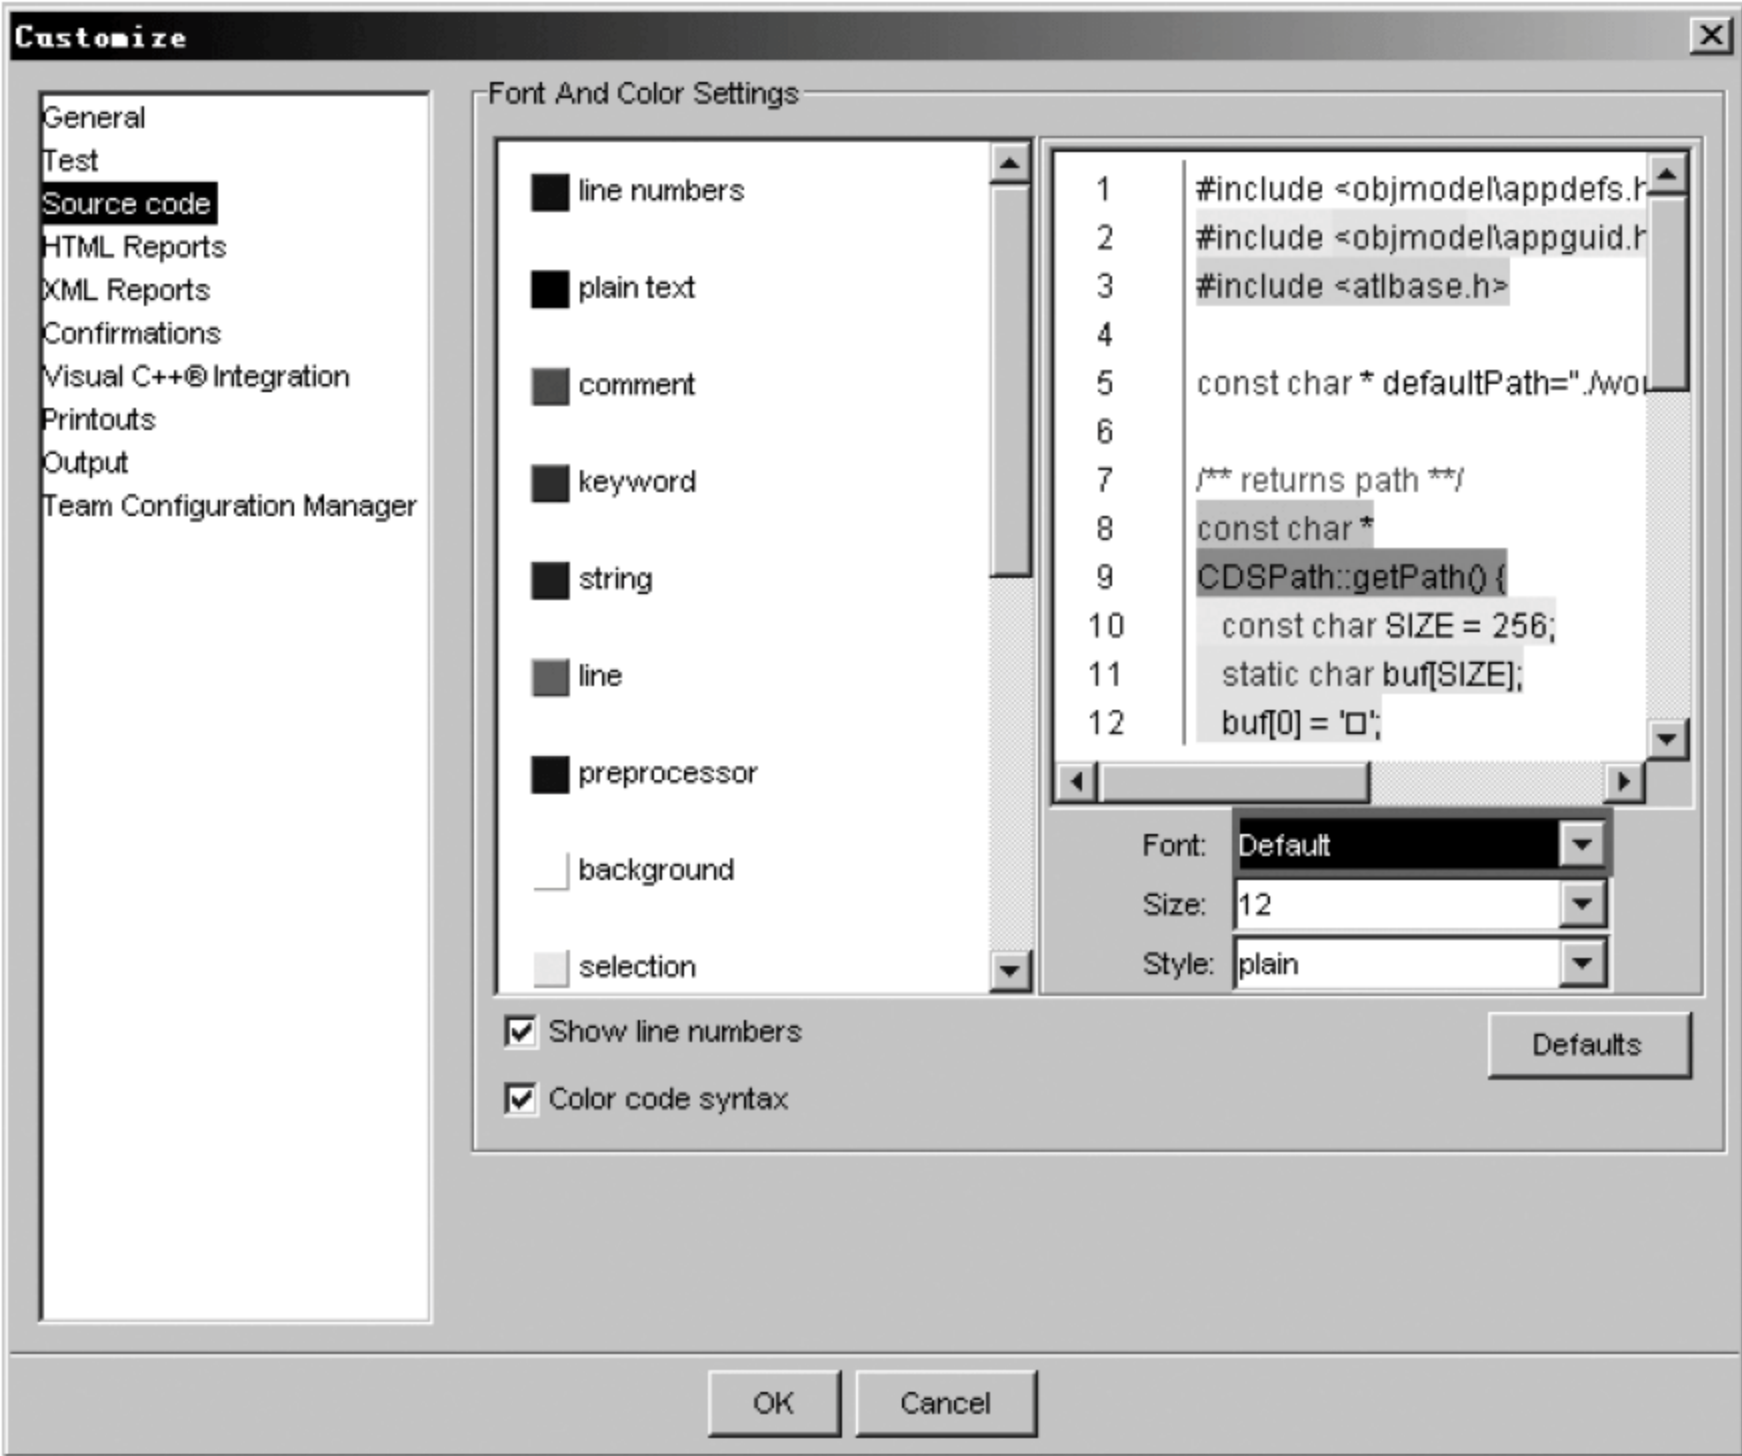 Customize
General
Test
Source code
HTML Reports
XML Reports
Confirmations
Visual C++® Integration
Printouts
Output
Team Configuration Manager
Font And Color Settings
line numbers
plain text
comment
keyword
string
line
preprocessor
background
selection
1 #include <objmodel\appdefs.h
2 #include <objmodel\appguid.h
3 #include <atlbase.h>
4
5 const char * defaultPath="./wor
6
7 /** returns path **/
8 const char *
9 CDSPath::getPath() {
10 const char SIZE = 256;
11 static char buf[SIZE];
12 buf[0] = '□';
Font: Default
Size: 12
Style: plain
Show line numbers
Color code syntax
Defaults
OK Cancel